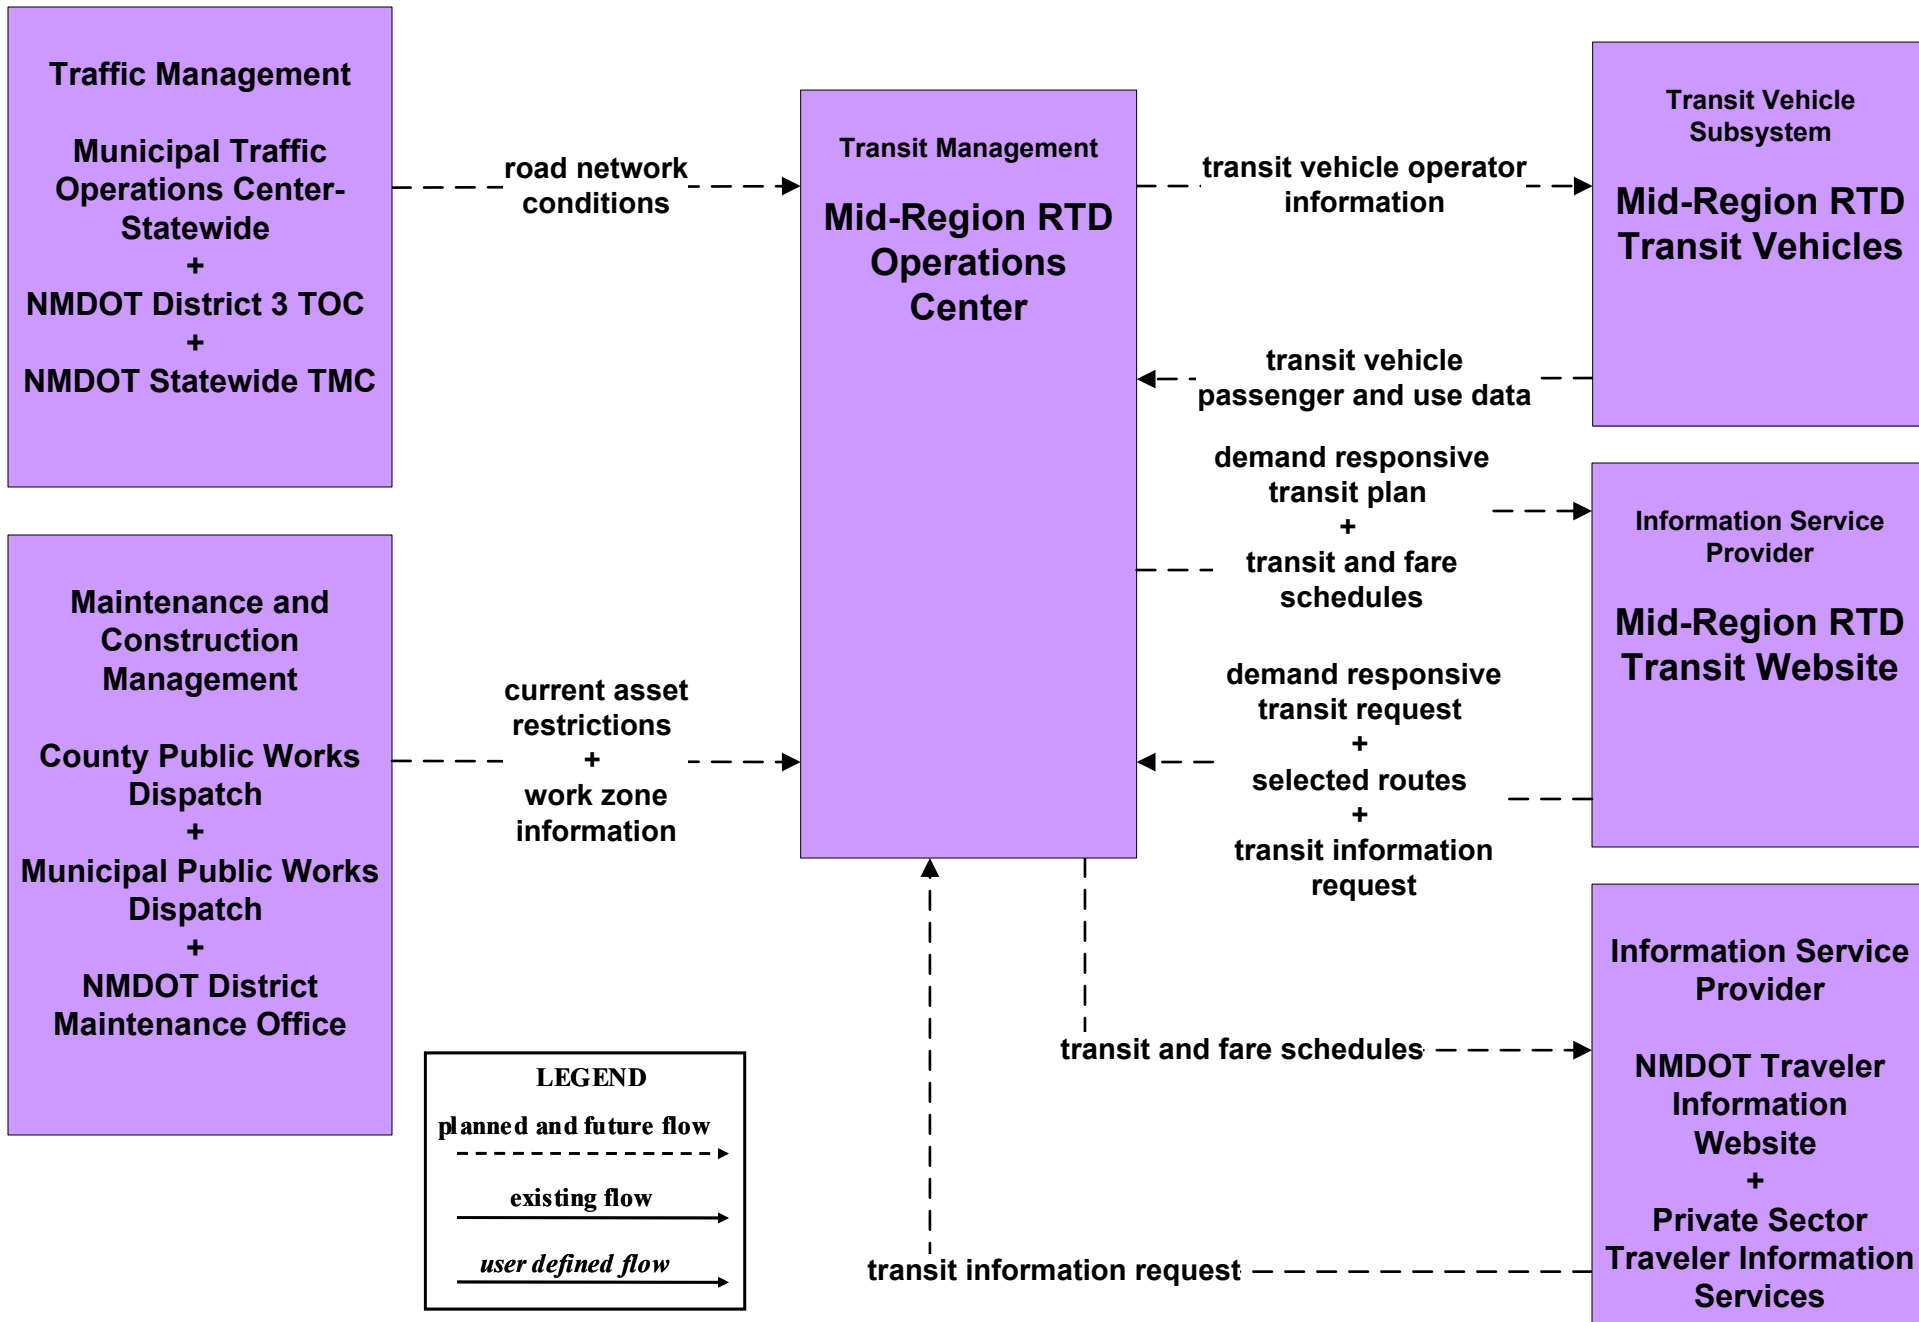 Traffic Management
Municipal Traffic
Operations Center-
Statewide
+
NMDOT District 3 TOC
+
NMDOT Statewide TMC
road network
conditions
Maintenance and
Construction
Management
County Public Works
Dispatch
+
Municipal Public Works
Dispatch
+
NMDOT District
Maintenance Office
current asset
restrictions
+
work zone
information
Transit Management
Mid-Region RTD
Operations
Center
transit vehicle operator
information
transit vehicle
passenger and use data
demand responsive
transit plan
+
transit and fare
schedules
demand responsive
transit request
+
selected routes
+
transit information
request
transit and fare schedules
transit information request
Transit Vehicle
Subsystem
Mid-Region RTD
Transit Vehicles
Information Service
Provider
Mid-Region RTD
Transit Website
Information Service
Provider
NMDOT Traveler
Information
Website
+
Private Sector
Traveler Information
Services
LEGEND
planned and future flow
existing flow
user defined flow